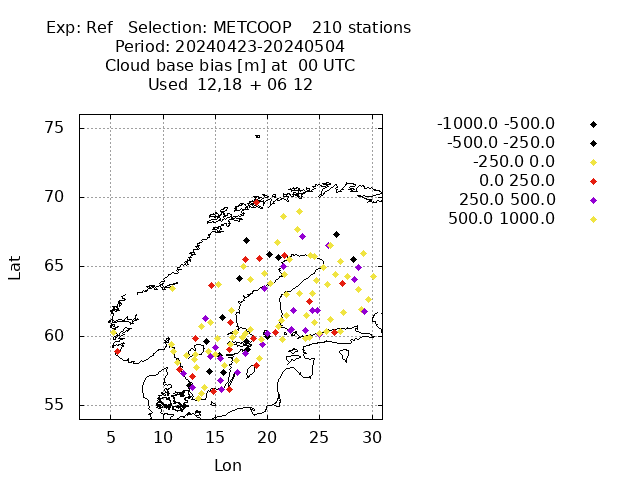 Exp: Ref   Selection: METCOOP    210 stations
Period: 20240423-20240504
Cloud base bias [m] at  00 UTC
Used 12,18 + 06 12
-1000.0 -500.0
-500.0 -250.0
-250.0 0.0
0.0 250.0
250.0 500.0
500.0 1000.0
75
70
65
60
55
Lat
5 10 15 20 25 30
Lon